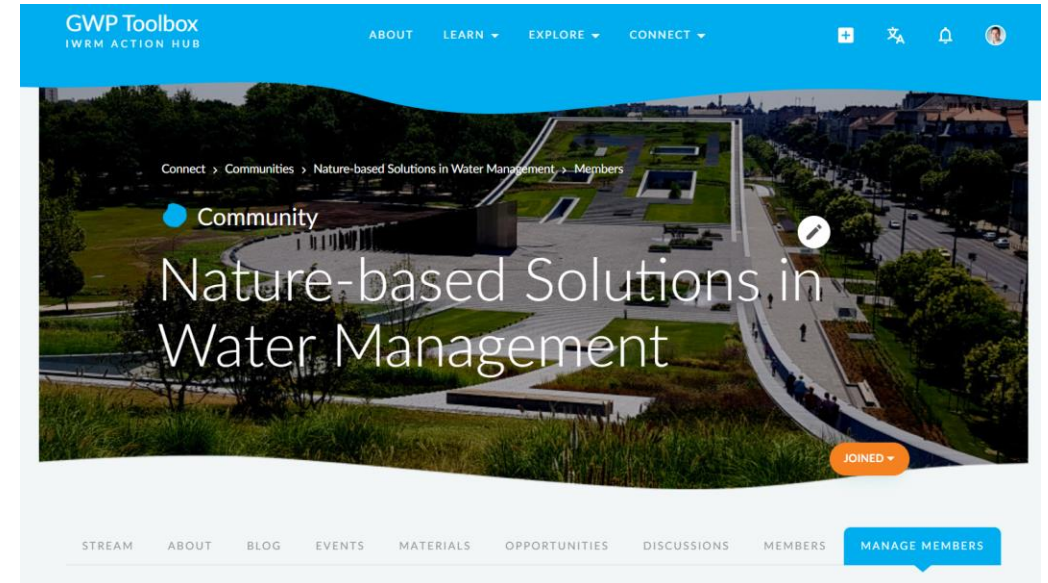 GWP Toolbox
IWRM ACTION HUB
ABOUT LEARN EXPLORE CONNECT
Connect > Communities > Nature-based Solutions in Water Management > Members
Community
Nature-based Solutions in
Water Management
JOINED
STREAM ABOUT BLOG EVENTS MATERIALS OPPORTUNITIES DISCUSSIONS MEMBERS MANAGE MEMBERS